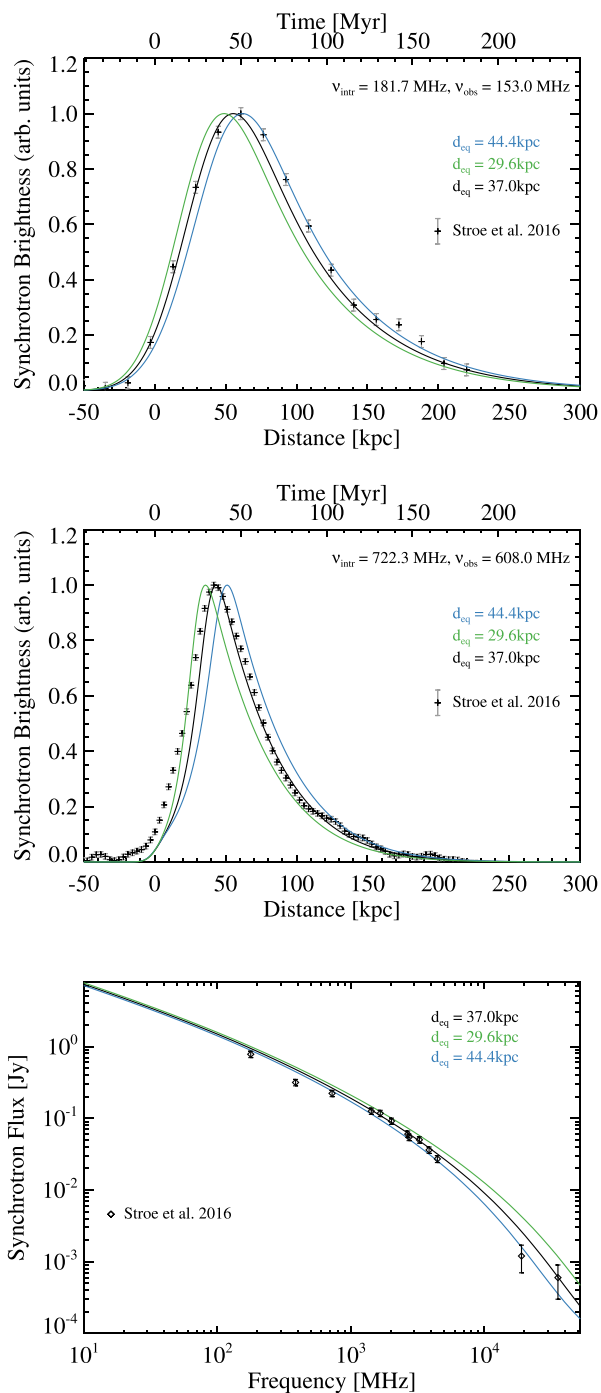 Time [Myr]
0 50 100 150 200
1.2
ν_intr = 181.7 MHz, ν_obs = 153.0 MHz
d_eq = 44.4kpc
d_eq = 29.6kpc
d_eq = 37.0kpc
Stroe et al. 2016
1.0
0.8
0.6
0.4
0.2
0.0
Synchrotron Brightness (arb. units)
-50 0 50 100 150 200 250 300
Distance [kpc]
Time [Myr]
0 50 100 150 200
1.2
ν_intr = 722.3 MHz, ν_obs = 608.0 MHz
d_eq = 44.4kpc
d_eq = 29.6kpc
d_eq = 37.0kpc
Stroe et al. 2016
1.0
0.8
0.6
0.4
0.2
0.0
Synchrotron Brightness (arb. units)
-50 0 50 100 150 200 250 300
Distance [kpc]
d_eq = 37.0kpc
d_eq = 29.6kpc
d_eq = 44.4kpc
Stroe et al. 2016
10^0
10^-1
10^-2
10^-3
10^-4
Synchrotron Flux [Jy]
10^1 10^2 10^3 10^4
Frequency [MHz]